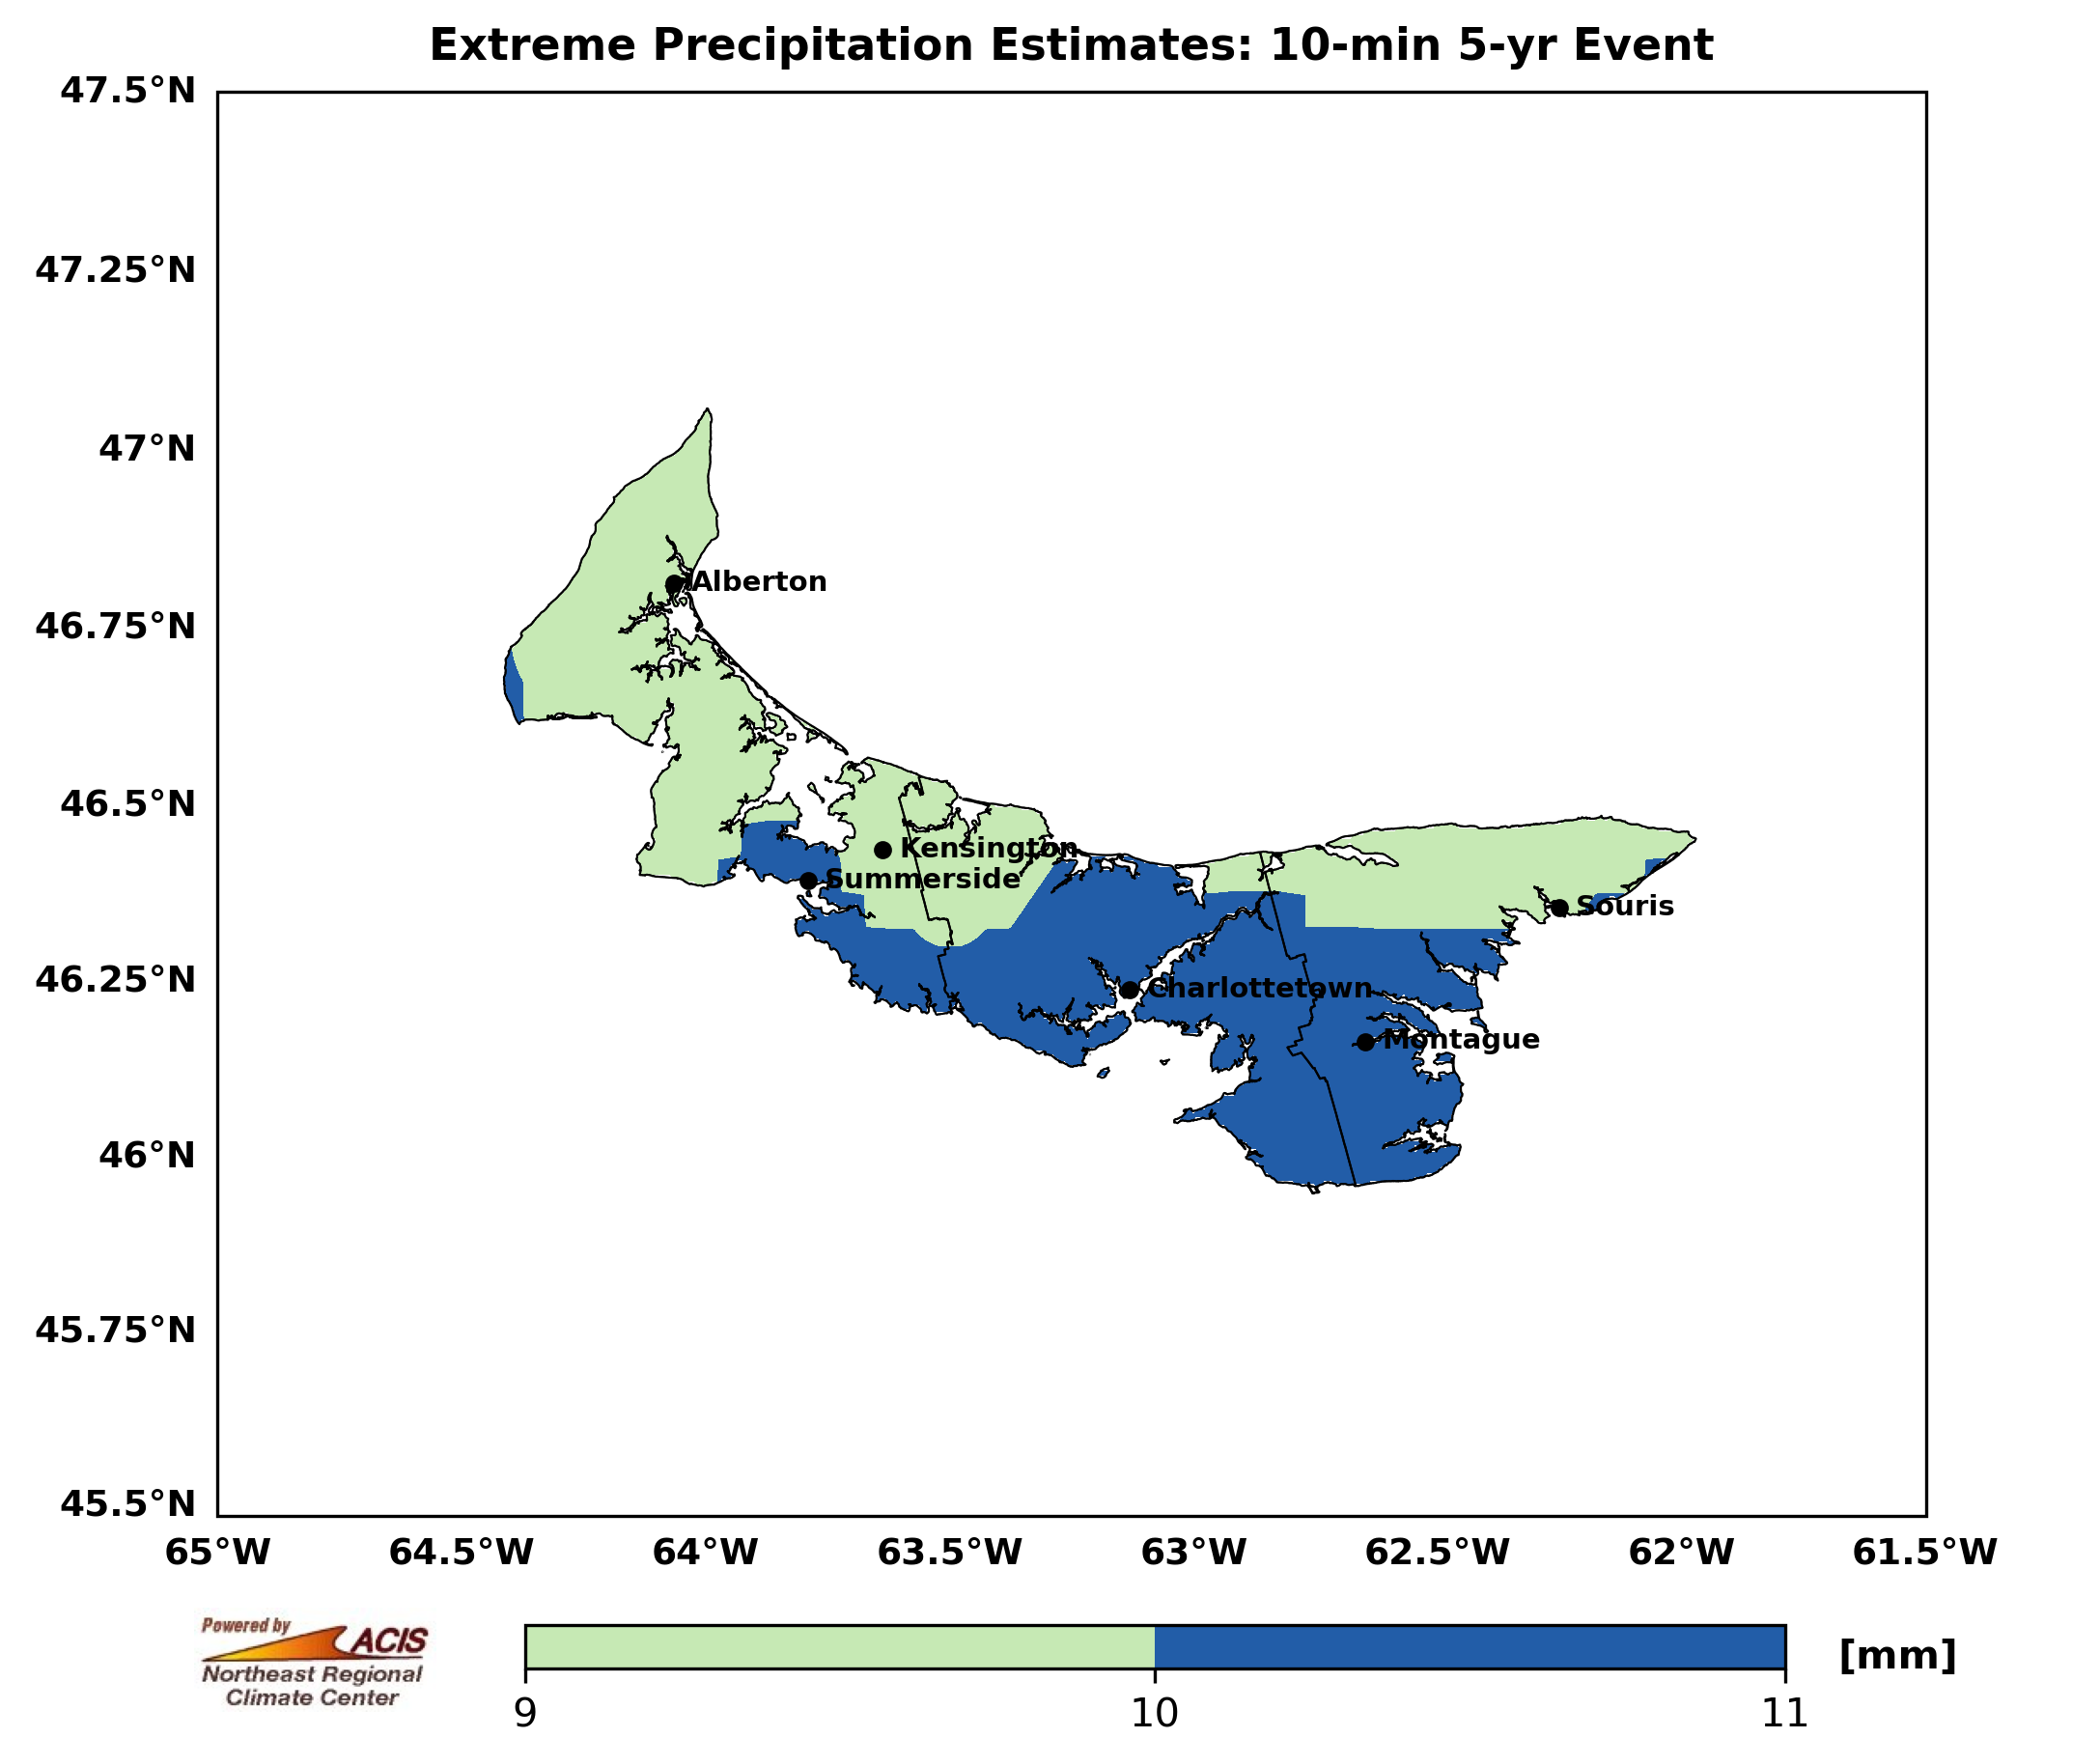 Extreme Precipitation Estimates: 10-min 5-yr Event
47.5°N
47.25°N
47°N
46.75°N
46.5°N
46.25°N
46°N
45.75°N
45.5°N
Alberton
Kensington
Summerside
Souris
Charlottetown
Montague
65°W 64.5°W 64°W 63.5°W 63°W 62.5°W 62°W 61.5°W
Powered by
ACIS
Northeast Regional
Climate Center
[mm]
9 10 11